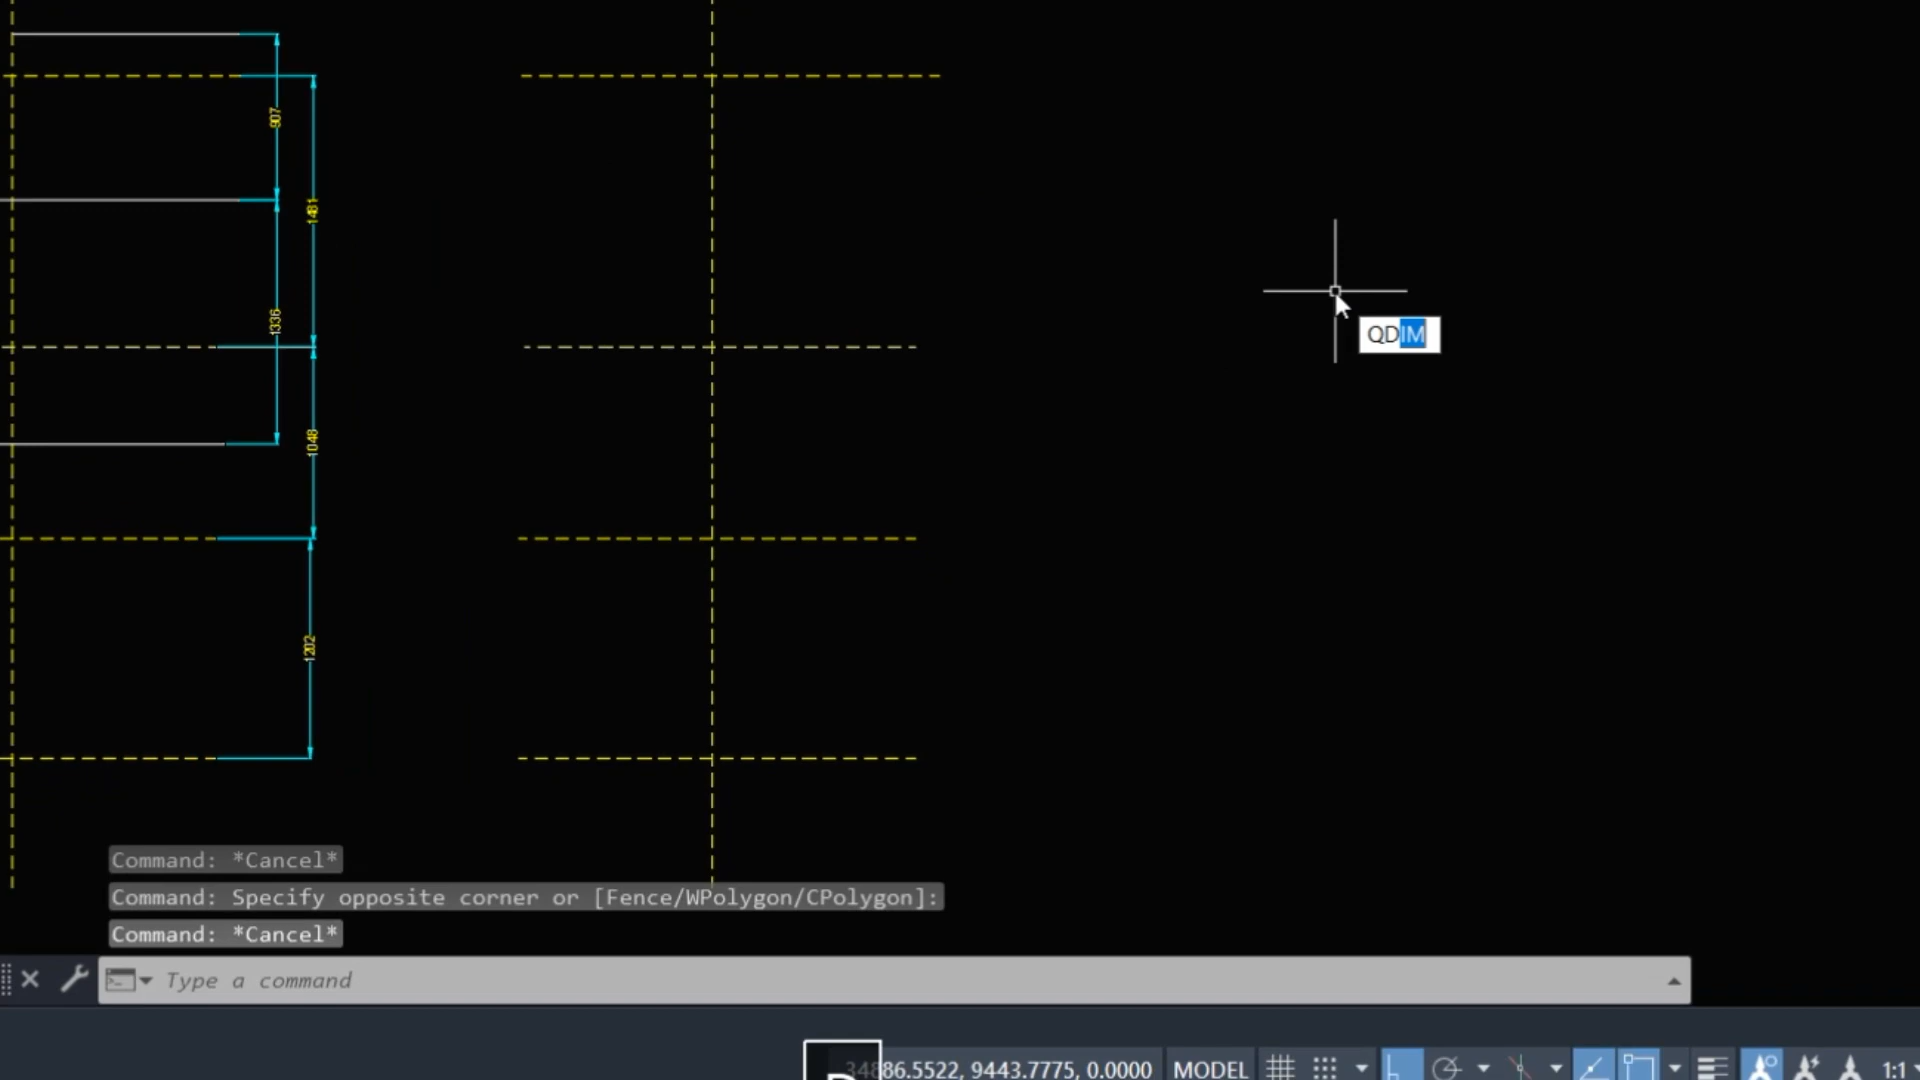 907
1481
1336
QDIM
1048
1202
Command: *Cancel*
Command: Specify opposite corner or [Fence/WPolygon/CPolygon]:
Command: *Cancel*
Type a command
34886.5522, 9443.7775, 0.0000 MODEL 1:1